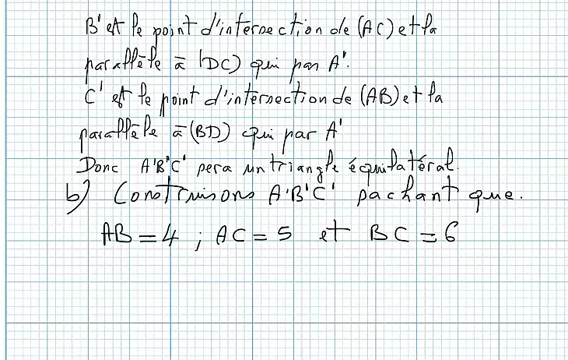 B' est le point d'intersection de (AC) et la
parallèle à (DC) qui par A'.
C' est le point d'intersection de (AB) et la
parallèle à (BD) qui par A'
Donc A'B'C' sera un triangle équilatéral.
b) Construisons A'B'C' sachant que.
AB = 4 ; AC = 5 et BC = 6